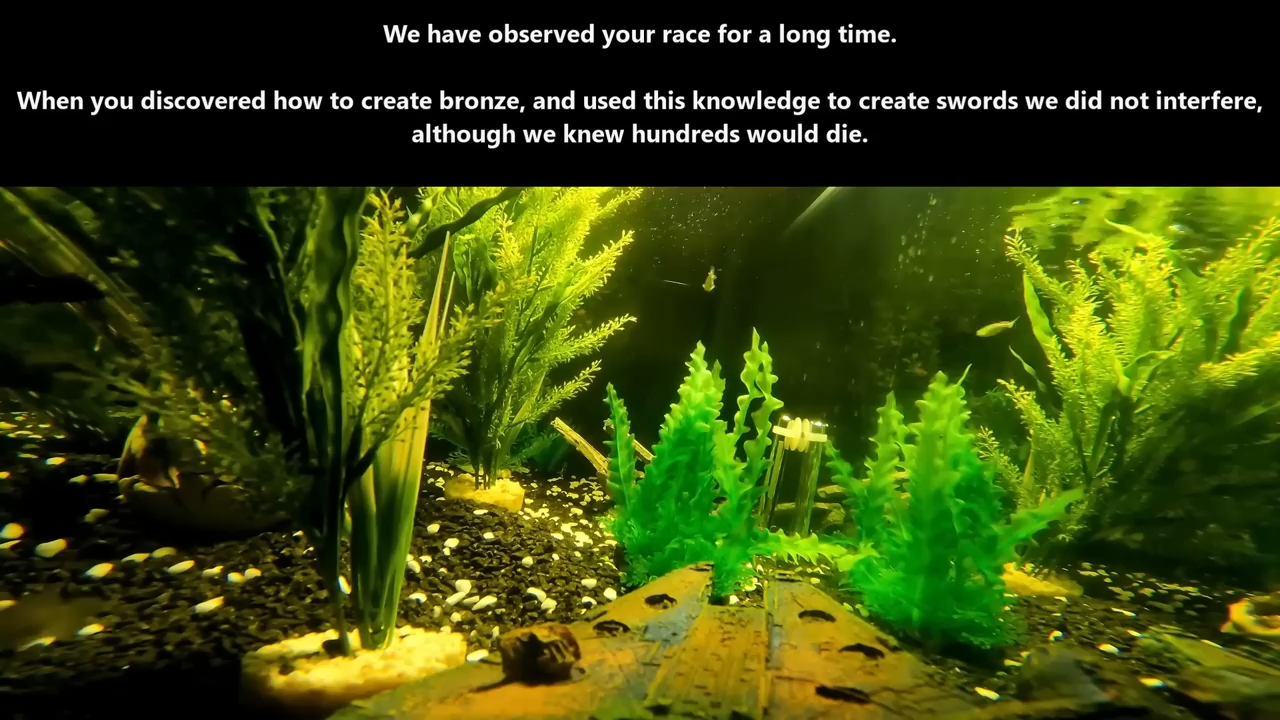 We have observed your race for a long time.
When you discovered how to create bronze, and used this knowledge to create swords we did not interfere,
although we knew hundreds would die.